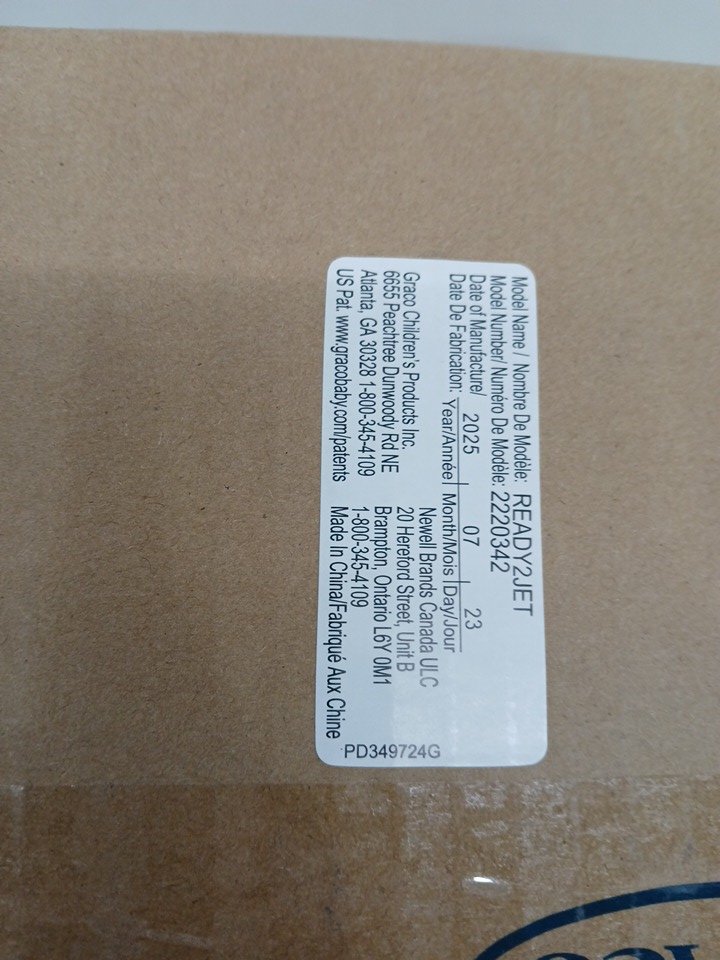 Model Name / Nombre De Modèle: READY2JET
Model Number/ Numéro De Modèle: 2220342
Date of Manufacture/
Date De Fabrication:
2025 07 23
Year/Année Month/Mois Day/Jour
Graco Children's Products Inc.
6655 Peachtree Dunwoody Rd NE
Atlanta, GA 30328 1-800-345-4109
US Pat. www.gracobaby.com/patents
Newell Brands Canada ULC
20 Hereford Street, Unit B
Brampton, Ontario L6Y 0M1
1-800-345-4109
Made In China/Fabriqué Aux Chine
PD349724G